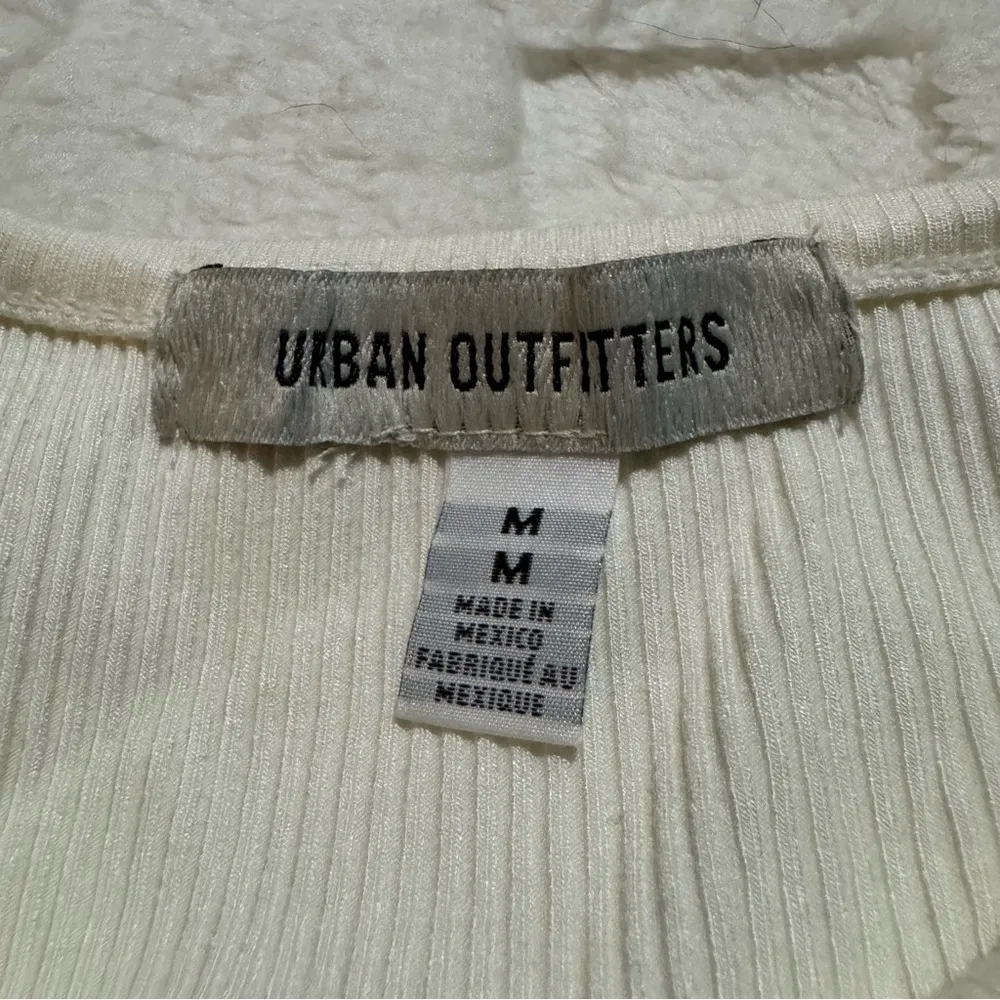 URBAN OUTFITTERS
M
M
MADE IN
MEXICO
FABRIQUÉ AU
MEXIQUE